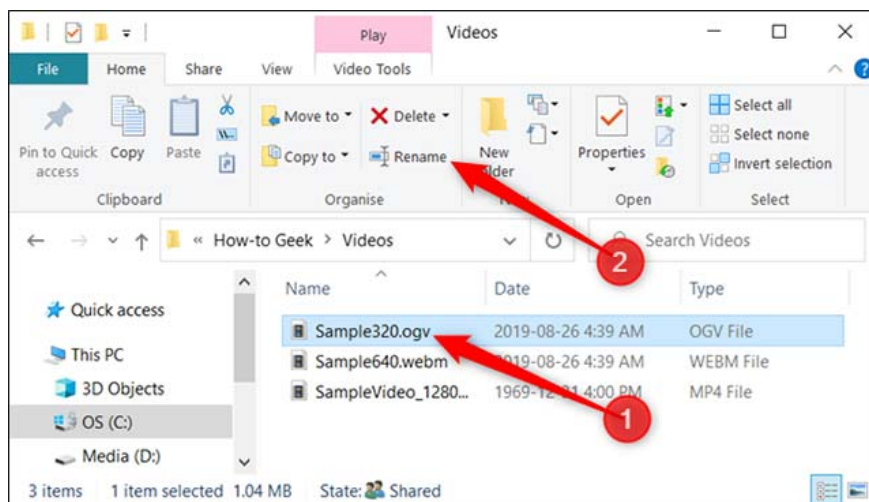 Play Videos
File Home Share View Video Tools
Pin to Quick access
Copy
Paste
Move to
Copy to
Delete
Rename
New
Properties
Select all
Select none
Invert selection
Clipboard Organise Open Select
« How-to Geek > Videos
Search Videos
Name Date Type
Quick access
This PC
3D Objects
OS (C:)
Media (D:)
Sample320.ogv 2019-08-26 4:39 AM OGV File
Sample640.webm 2019-08-26 4:39 AM WEBM File
SampleVideo_1280... 1969-12-31 4:00 PM MP4 File
2
1
3 items 1 item selected 1.04 MB State: Shared